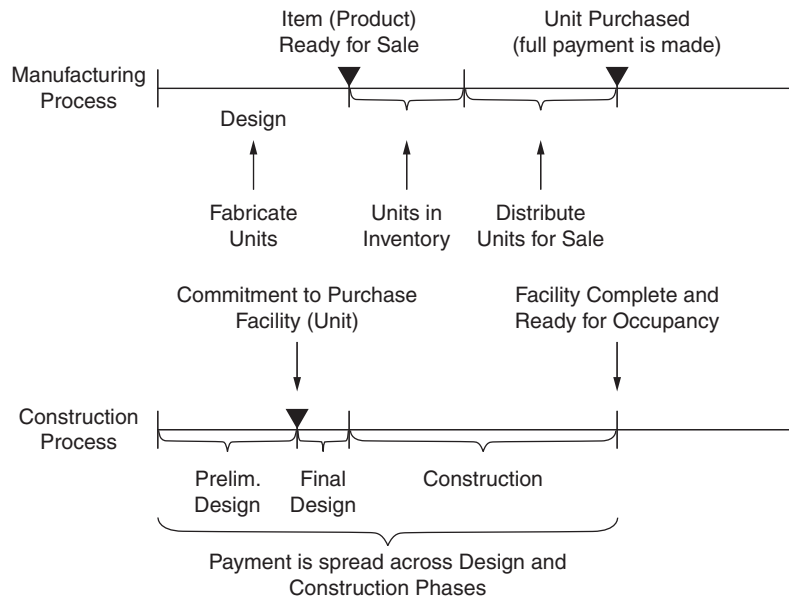 Item (Product)
Ready for Sale
Unit Purchased
(full payment is made)
Manufacturing
Process
Design
Fabricate
Units
Units in
Inventory
Distribute
Units for Sale
Commitment to Purchase
Facility (Unit)
Facility Complete and
Ready for Occupancy
Construction
Process
Prelim.
Design
Final
Design
Construction
Payment is spread across Design and
Construction Phases